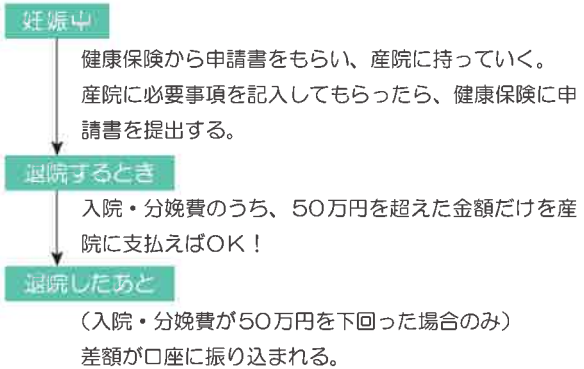 妊娠中
健康保険から申請書をもらい、産院に持っていく。
産院に必要事項を記入してもらったら、健康保険に申
請書を提出する。
退院するとき
入院・分娩費のうち、50万円を超えた金額だけを産
院に支払えばOK！
退院したあと
（入院・分娩費が50万円を下回った場合のみ）
差額が口座に振り込まれる。